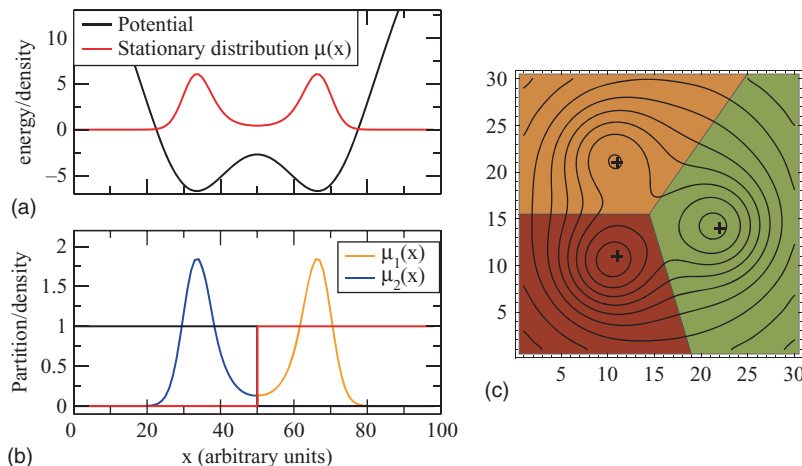 Potential
Stationary distribution μ(x)
energy/density
10
5
0
−5
(a)
μ₁(x)
μ₂(x)
Partition/density
2
1.5
1
0.5
0
0 20 40 60 80 100
x (arbitrary units)
(b)
30
25
20
15
10
5
5 10 15 20 25 30
(c)